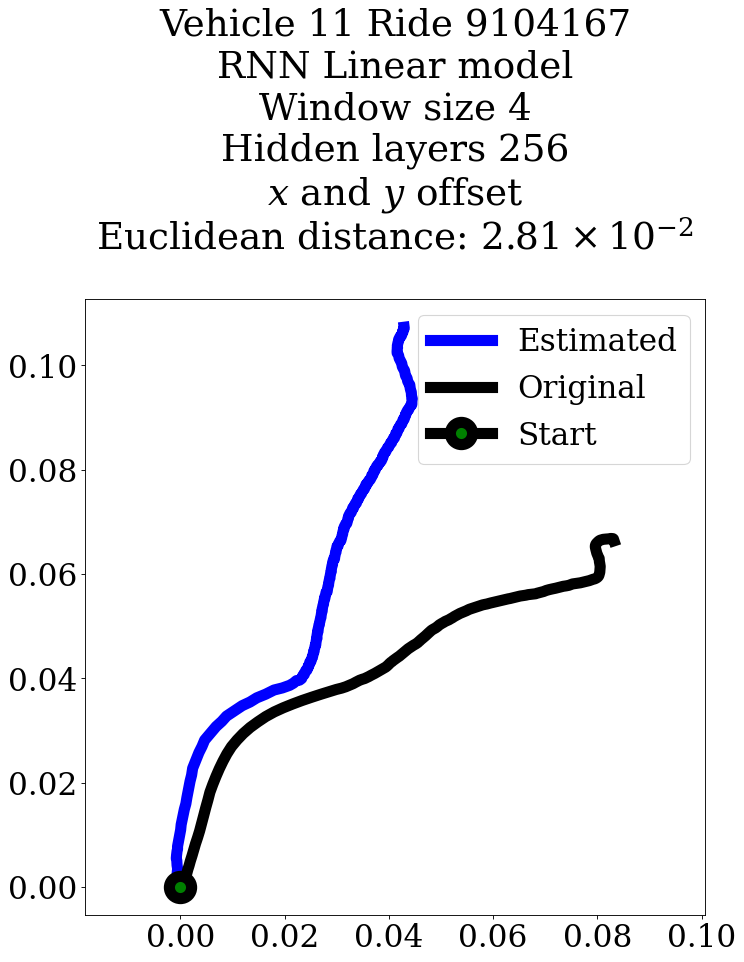 Vehicle 11 Ride 9104167
RNN Linear model
Window size 4
Hidden layers 256
x and y offset
Euclidean distance: 2.81 × 10⁻²
Estimated
Original
Start
0.10
0.08
0.06
0.04
0.02
0.00
0.00 0.02 0.04 0.06 0.08 0.10